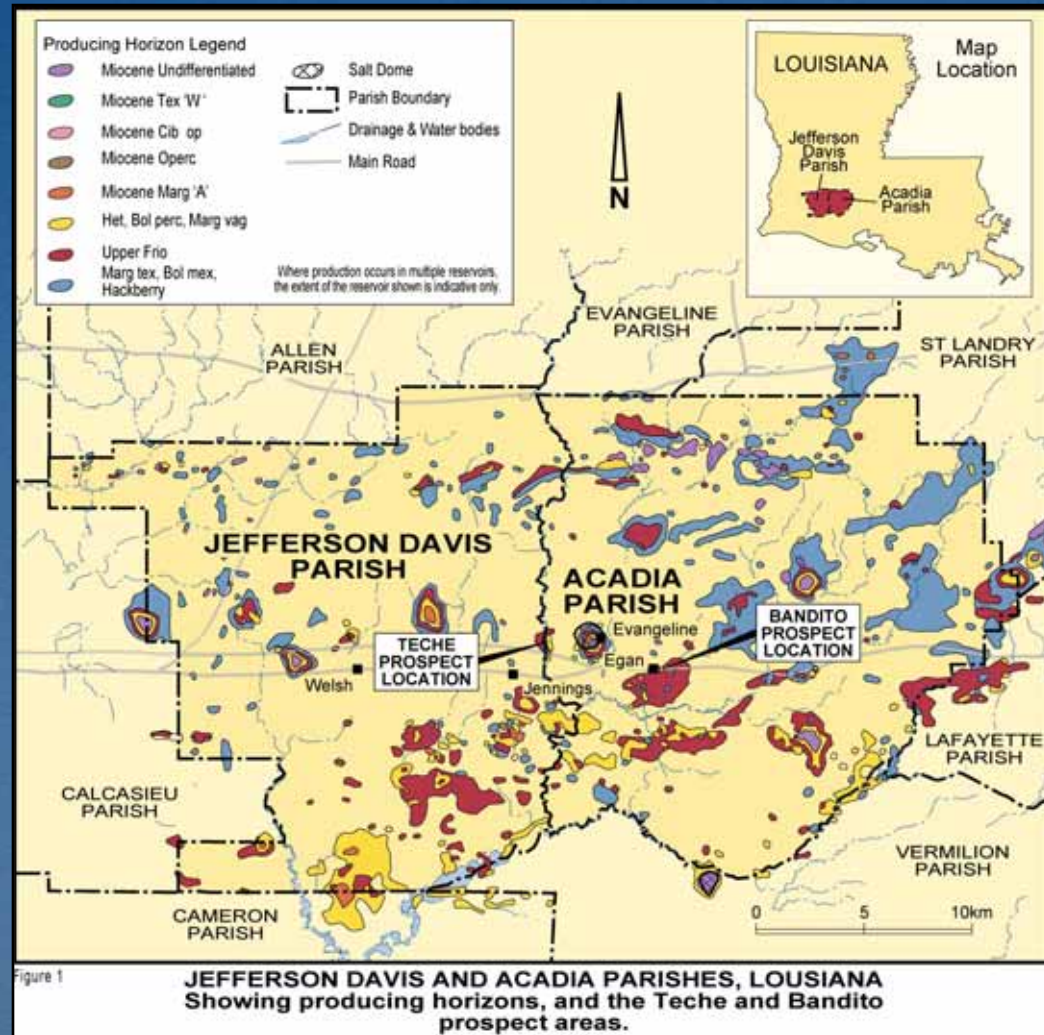 Producing Horizon Legend
Miocene Undifferentiated
Miocene Tex 'W'
Miocene Cib op
Miocene Operc
Miocene Marg 'A'
Het, Bol perc, Marg vag
Upper Frio
Marg tex, Bol mex,
Hackberry
Salt Dome
Parish Boundary
Drainage & Water bodies
Main Road
Where production occurs in multiple reservoirs,
the extent of the reservoir shown is indicative only.
N
LOUISIANA
Map
Location
Jefferson
Davis
Parish
Acadia
Parish
ALLEN
PARISH
EVANGELINE
PARISH
ST LANDRY
PARISH
JEFFERSON DAVIS
PARISH
ACADIA
PARISH
TECHE
PROSPECT
LOCATION
Evangeline
BANDITO
PROSPECT
LOCATION
Egan
Welsh
Jennings
CALCASIEU
PARISH
LAFAYETTE
PARISH
CAMERON
PARISH
VERMILION
PARISH
0 5 10km
Figure 1
JEFFERSON DAVIS AND ACADIA PARISHES, LOUSIANA
Showing producing horizons, and the Teche and Bandito
prospect areas.